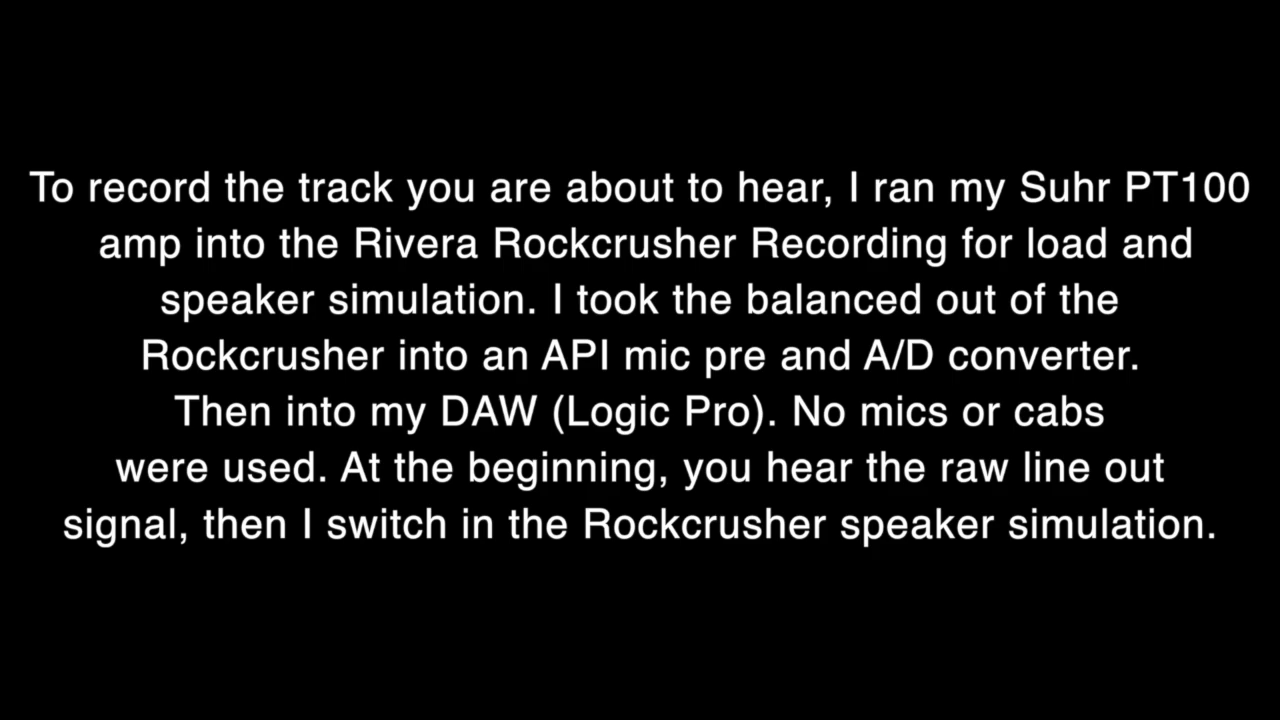 To record the track you are about to hear, I ran my Suhr PT100
amp into the Rivera Rockcrusher Recording for load and
speaker simulation. I took the balanced out of the
Rockcrusher into an API mic pre and A/D converter.
Then into my DAW (Logic Pro). No mics or cabs
were used. At the beginning, you hear the raw line out
signal, then I switch in the Rockcrusher speaker simulation.